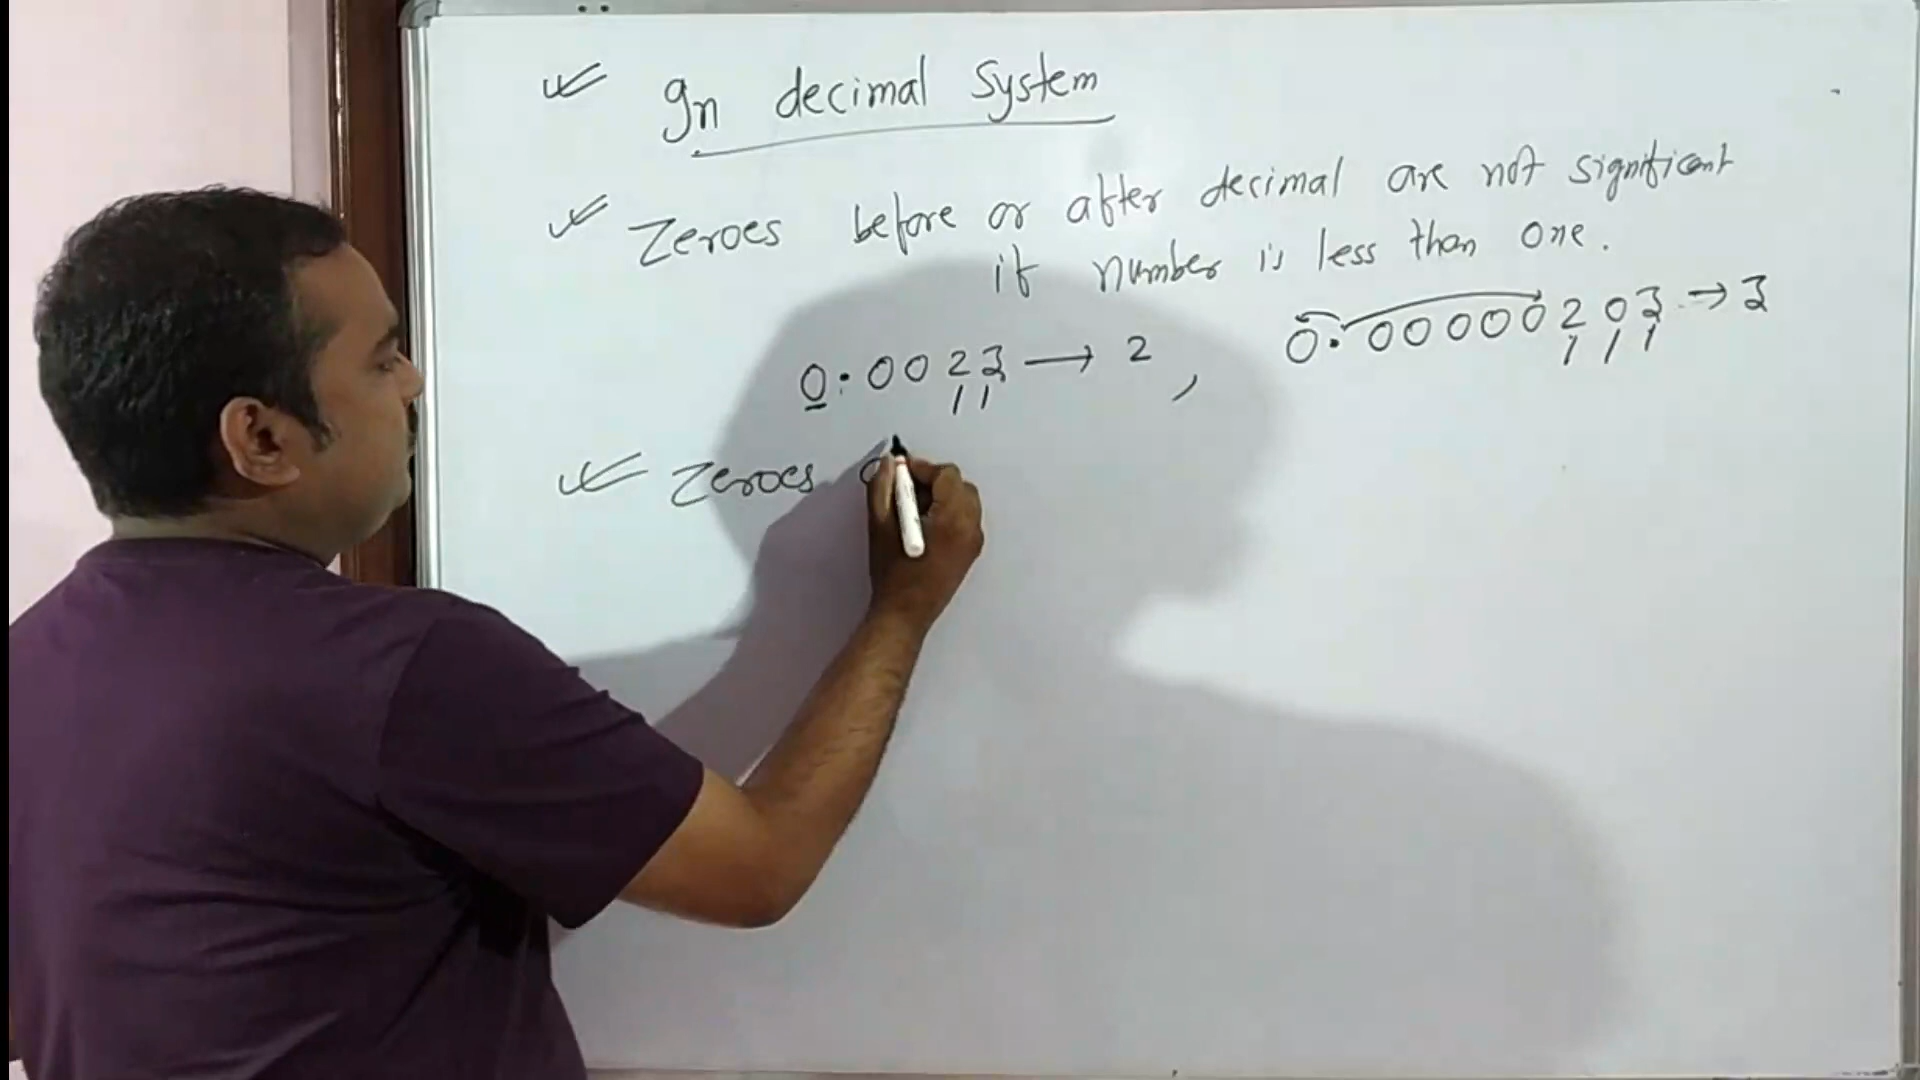 In decimal system
Zeroes before or after decimal are not significant
if number is less than one.
0.0023 → 2 , 0.00000203 → 3
Zeroes